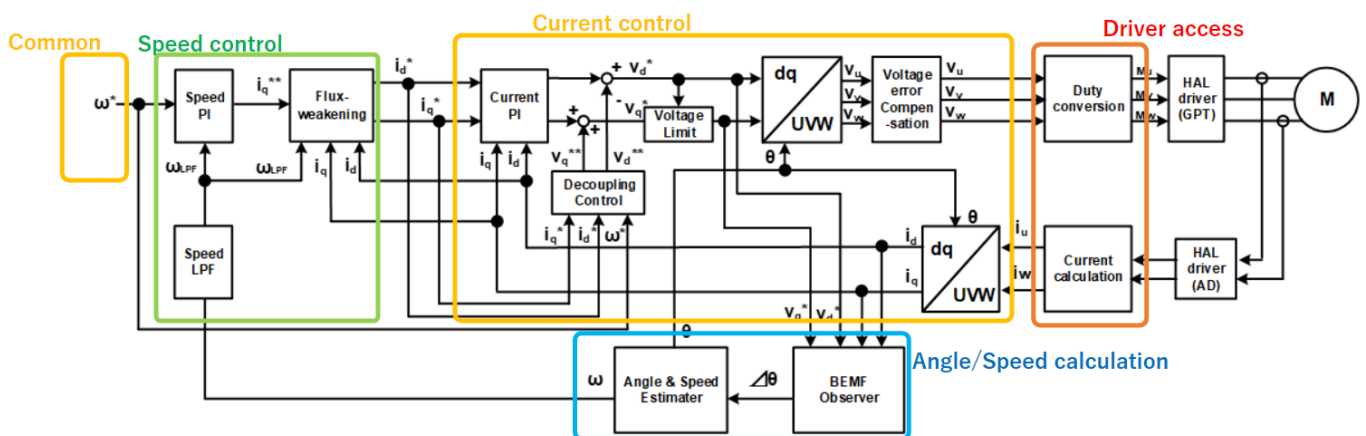 Common
Speed control
Current control
Driver access
ω*
Speed
PI
iq**
Flux-
weakening
id*
iq*
Current
PI
+
vd*
-
+
+
vq*
Voltage
Limit
dq
UVW
Vu
Vv
Vw
Voltage
error
Compen
-sation
Vu
Vv
Vw
Duty
conversion
Mu
Mv
Mw
HAL
driver
(GPT)
M
ωLPF
ωLPF
iq
id
iq
id
vq**
vd**
Decoupling
Control
θ
θ
Speed
LPF
iq*
id*
ω*
id
iq
dq
UVW
iu
iw
Current
calculation
HAL
driver
(AD)
θ
Vq*
Vd*
ω
Angle & Speed
Estimater
⊿θ
BEMF
Observer
Angle/Speed calculation